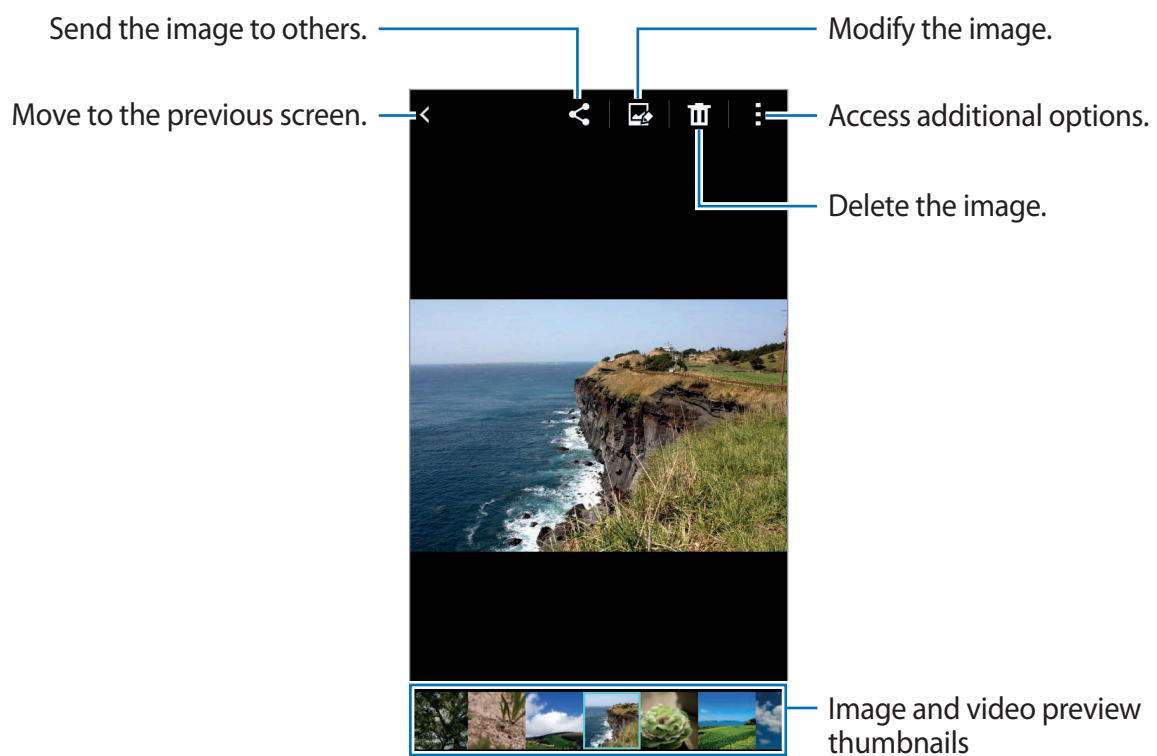 Send the image to others.
Modify the image.
Move to the previous screen.
Access additional options.
Delete the image.
Image and video preview
thumbnails